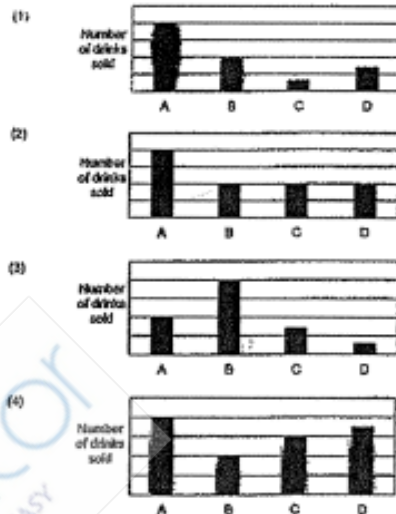 (1)
Number
of drinks
sold
A B C D
(2)
Number
of drinks
sold
A B C D
(3)
Number
of drinks
sold
A B C D
(4)
Number
of drinks
sold
A B C D